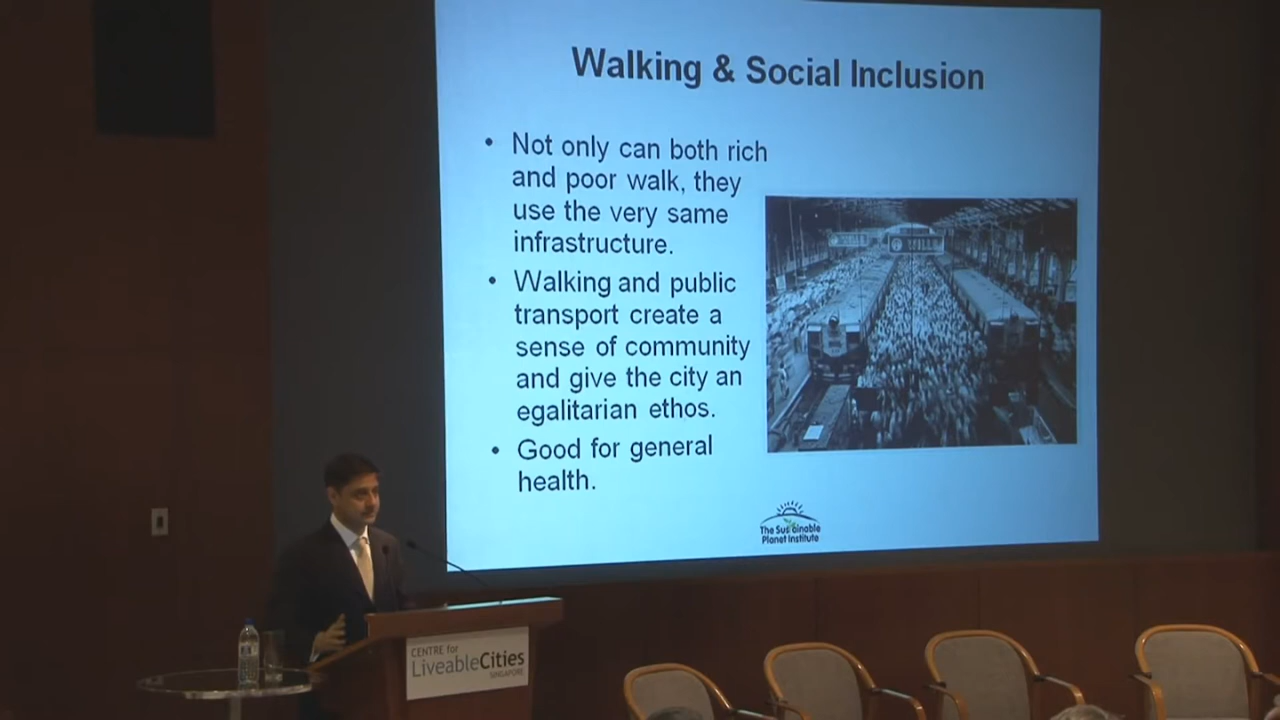 Walking & Social Inclusion
• Not only can both rich
and poor walk, they
use the very same
infrastructure.
• Walking and public
transport create a
sense of community
and give the city an
egalitarian ethos.
• Good for general
health.
The Sustainable
Planet Institute
CENTRE for
LiveableCities
SINGAPORE